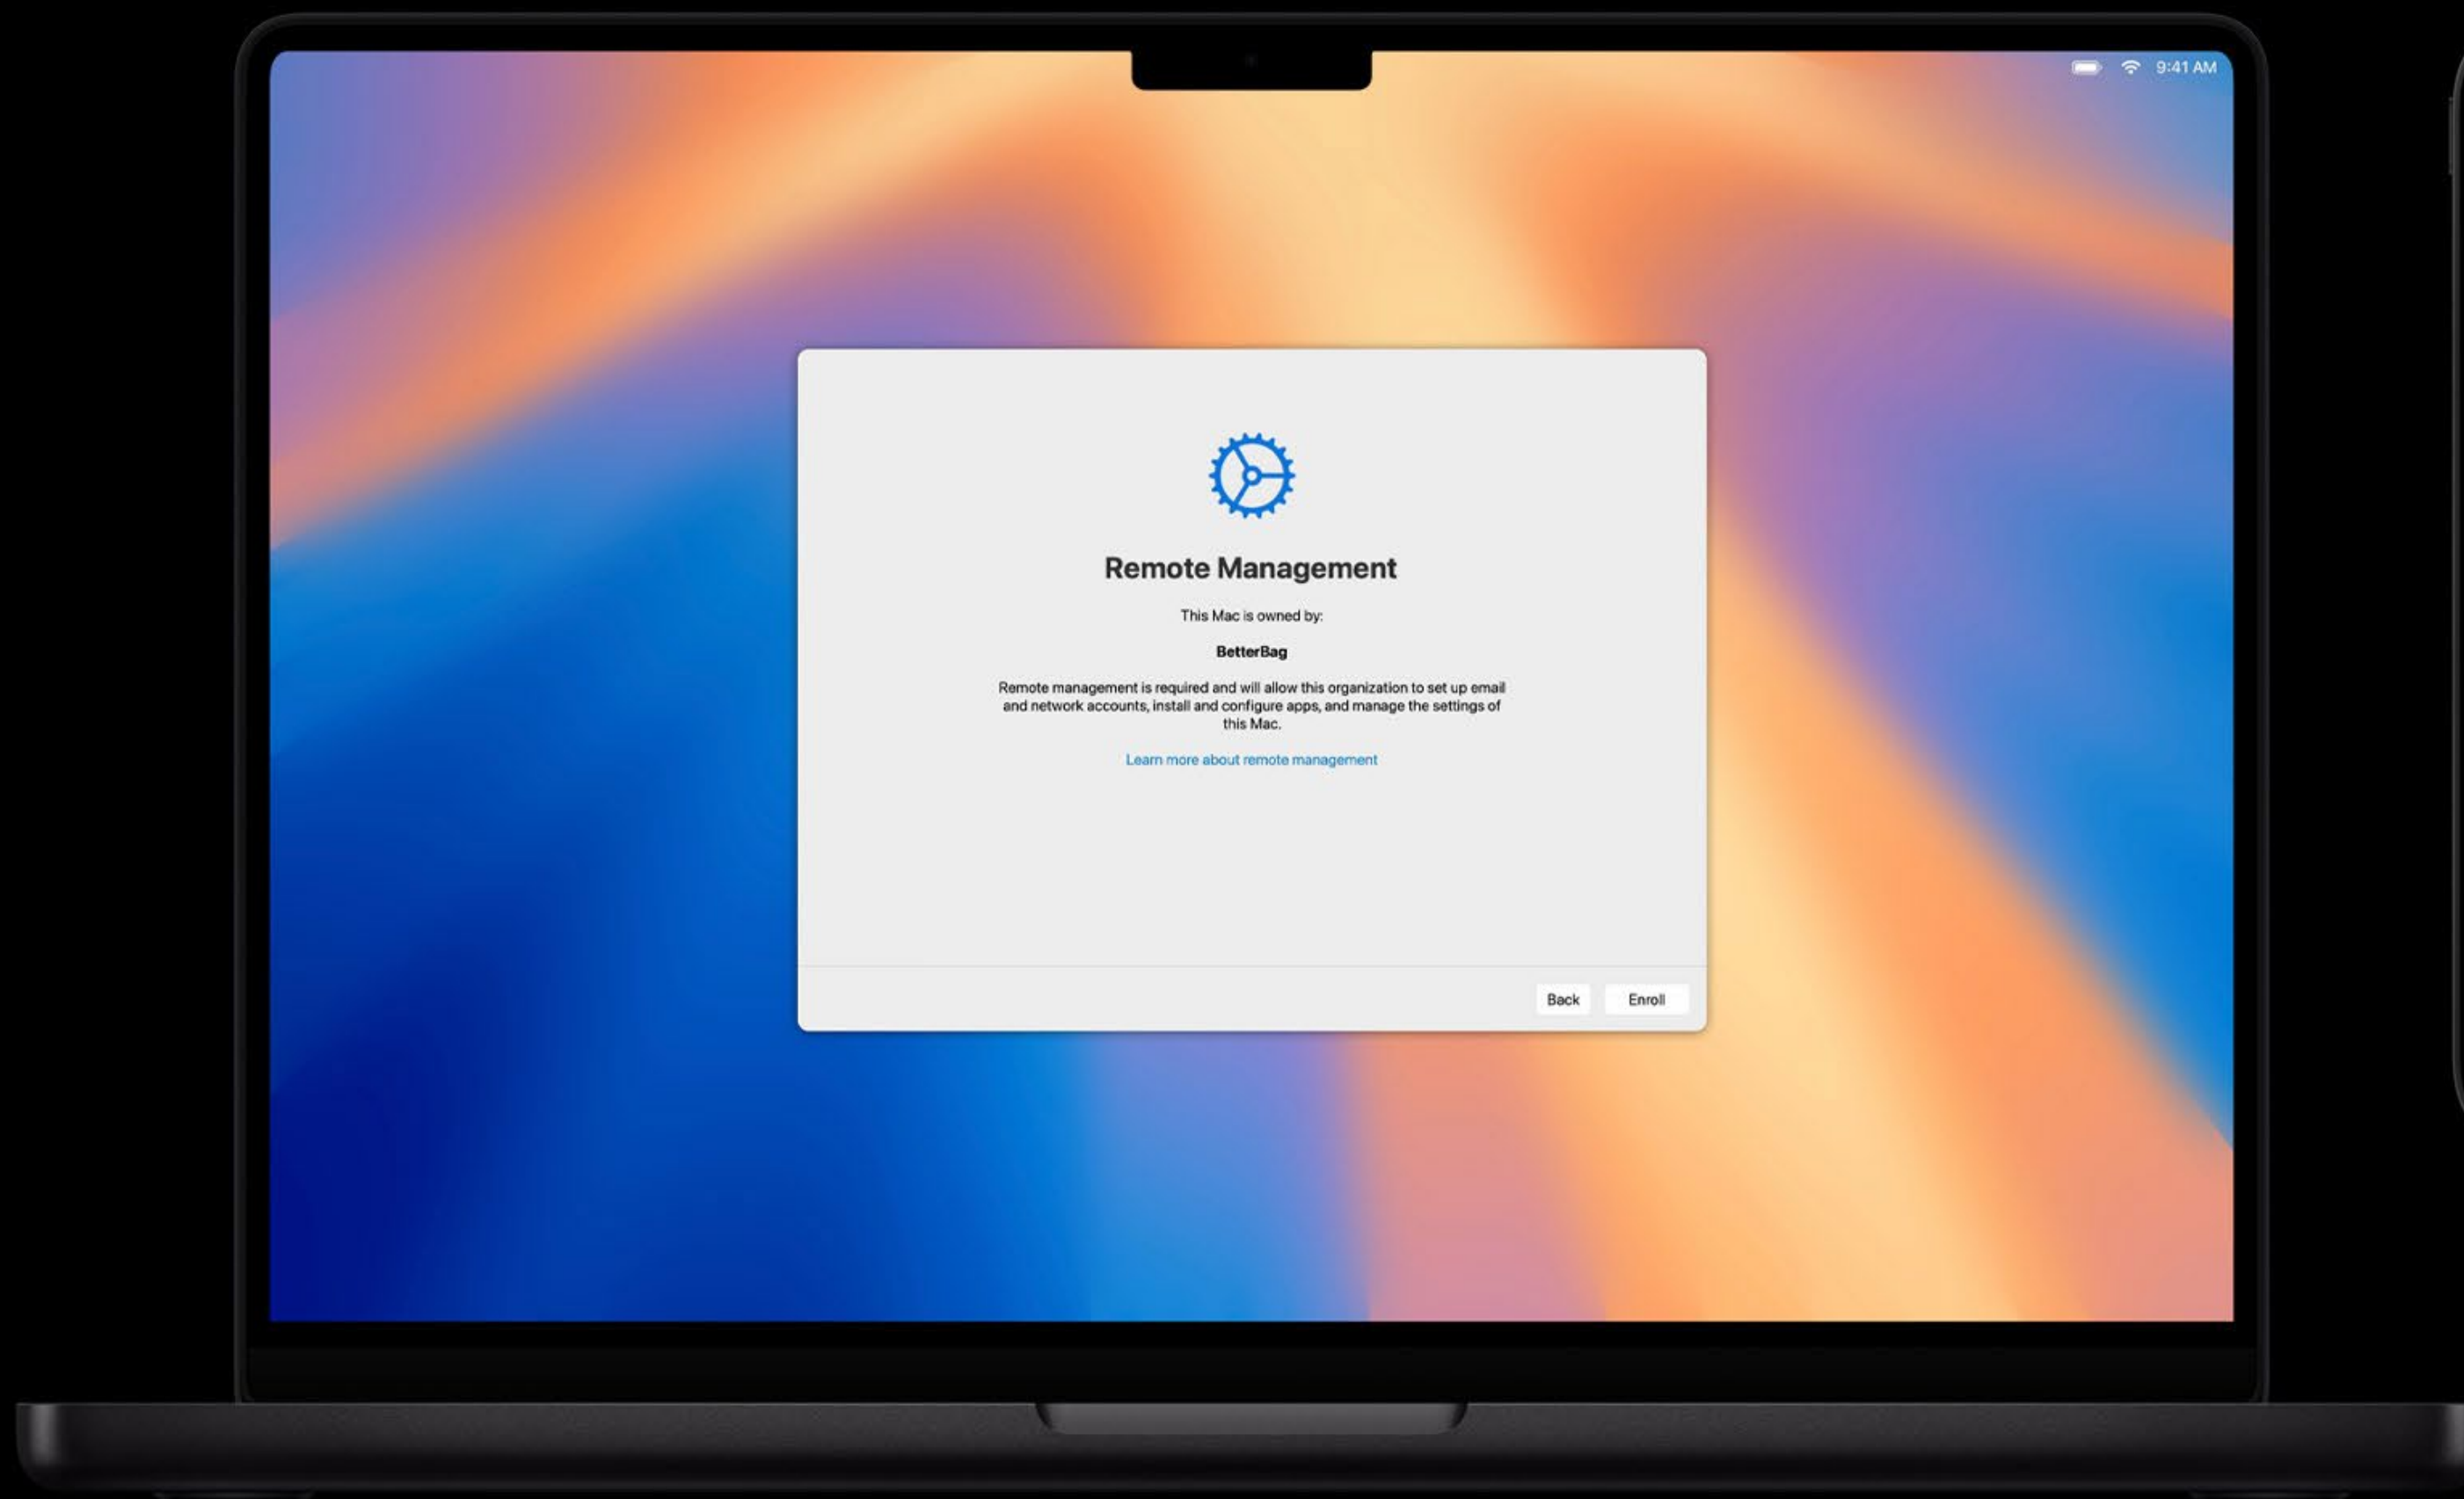 9:41 AM
Remote Management
This Mac is owned by:
BetterBag
Remote management is required and will allow this organization to set up email
and network accounts, install and configure apps, and manage the settings of
this Mac.
Learn more about remote management
Back
Enroll